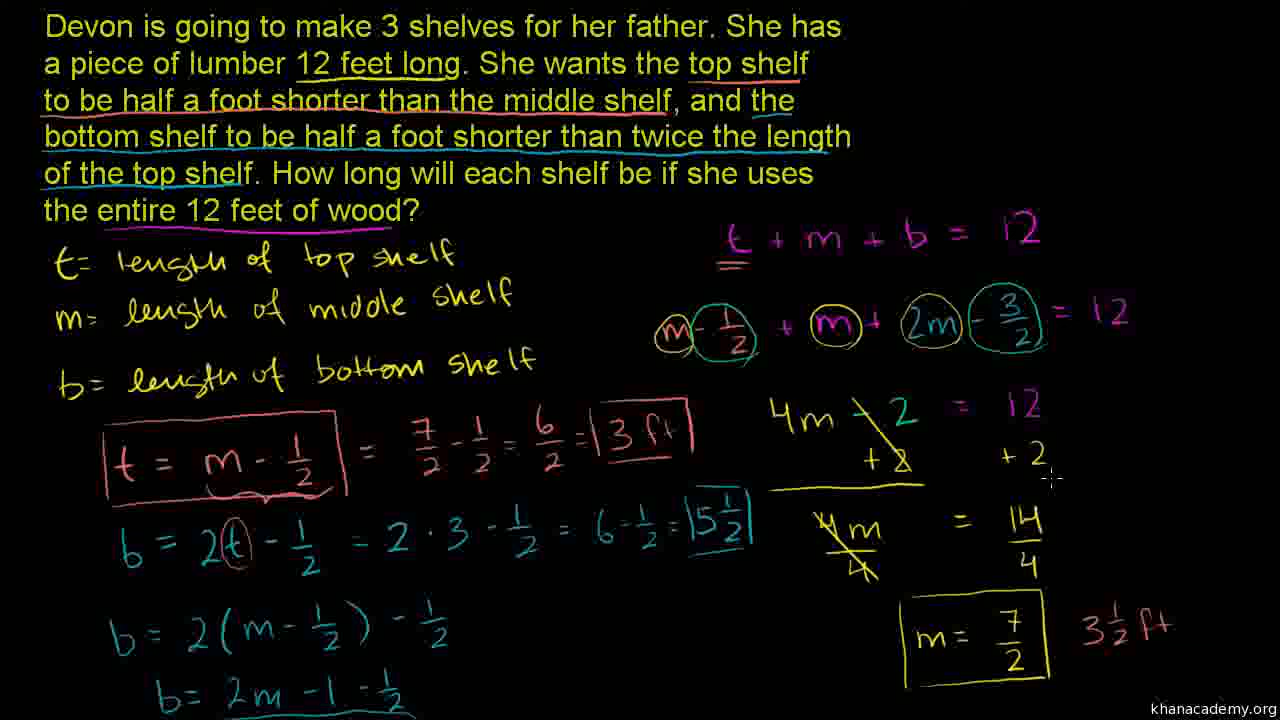 Devon is going to make 3 shelves for her father. She has
a piece of lumber 12 feet long. She wants the top shelf
to be half a foot shorter than the middle shelf, and the
bottom shelf to be half a foot shorter than twice the length
of the top shelf. How long will each shelf be if she uses
the entire 12 feet of wood?
t= length of top shelf
m= length of middle shelf
b= length of bottom shelf
t = m - 1/2 = 7/2 - 1/2 = 6/2 = 3 ft
b = 2t - 1/2 = 2 · 3 - 1/2 = 6 - 1/2 = 5 1/2
b = 2(m - 1/2) - 1/2
b = 2m - 1 - 1/2
t + m + b = 12
m - 1/2 + m + 2m - 3/2 = 12
4m - 2 = 12
+ 2 + 2
4m/4 = 14/4
m = 7/2 3 1/2 ft
khanacademy.org